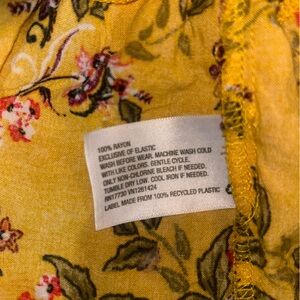 100% RAYON
EXCLUSIVE OF ELASTIC
WASH BEFORE WEAR. MACHINE WASH COLD
WITH LIKE COLORS. GENTLE CYCLE.
ONLY NON-CHLORINE BLEACH IF NEEDED.
TUMBLE DRY LOW. COOL IRON IF NEEDED.
RN17730 VN1261424
LABEL MADE FROM 100% RECYCLED PLASTIC